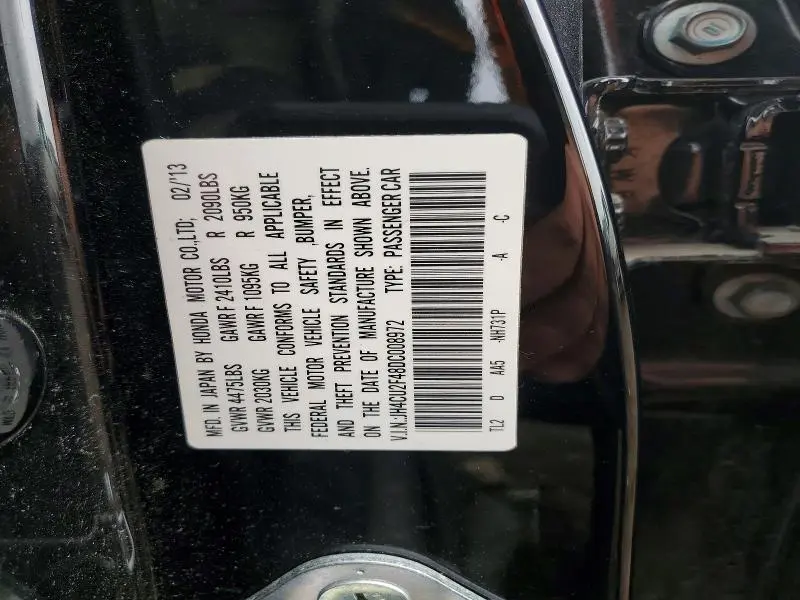 MFD. IN JAPAN BY HONDA MOTOR CO.,LTD; 02/'13
GVWR 4475LBS GAWR F 2410LBS R 2090LBS
GVWR 2030KG GAWR F 1095KG R 950KG
THIS VEHICLE CONFORMS TO ALL APPLICABLE
FEDERAL MOTOR VEHICLE SAFETY ,BUMPER,
AND THEFT PREVENTION STANDARDS IN EFFECT
ON THE DATE OF MANUFACTURE SHOWN ABOVE.
V.I.N.:JH4CU2F48DC008972 TYPE: PASSENGER CAR
TL2 D AA5 -NH731P -A -C